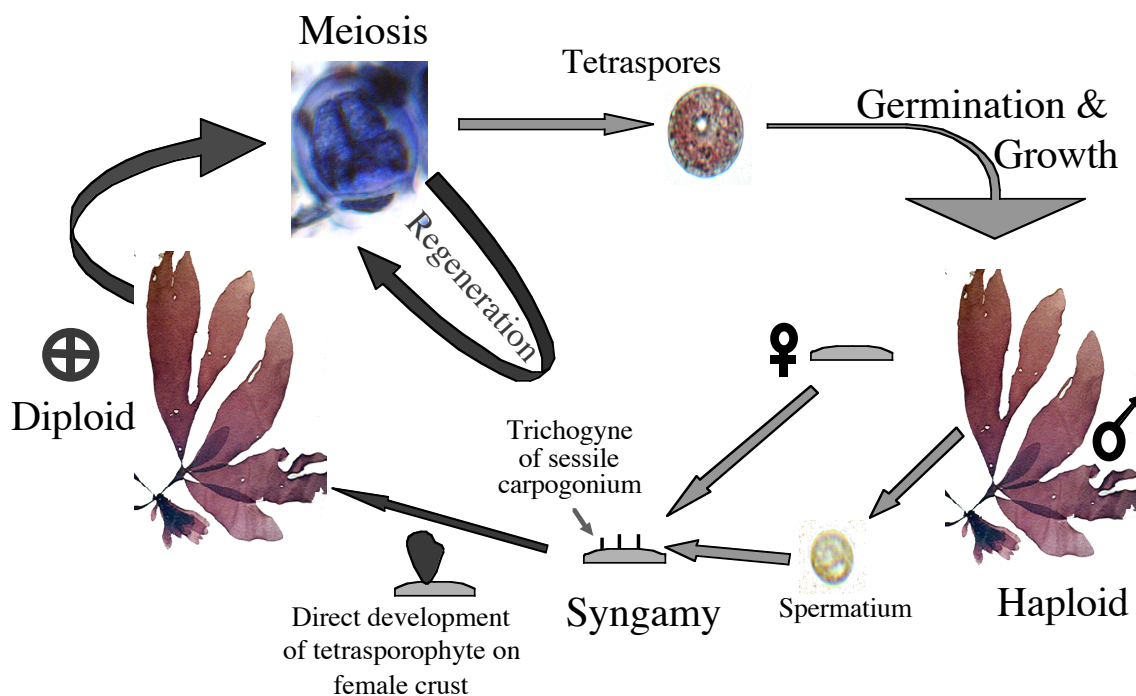 Meiosis
Tetraspores
Germination &
Growth
Regeneration
Diploid
Trichogyne
of sessile
carpogonium
Direct development
of tetrasporophyte on
female crust
Syngamy
Spermatium
Haploid